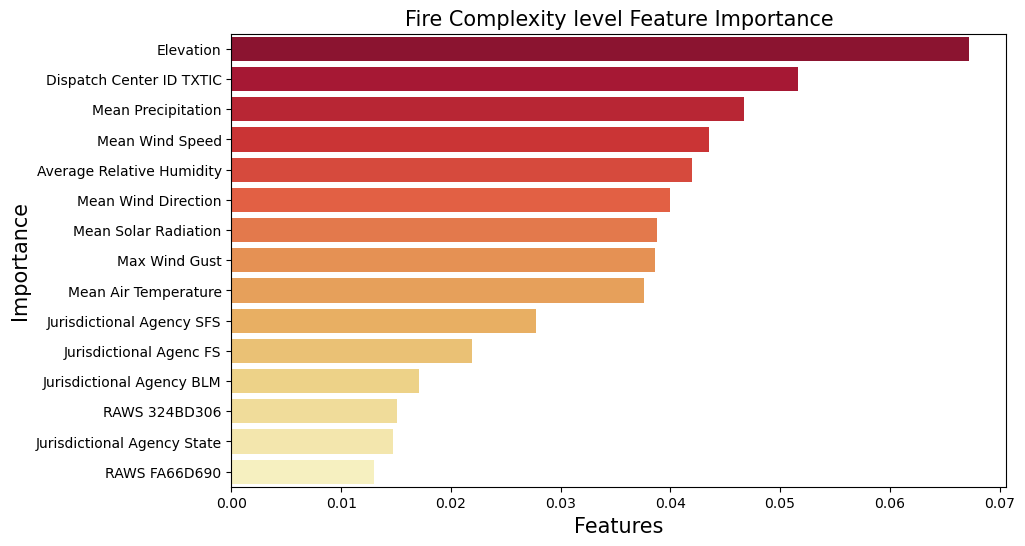 Fire Complexity level Feature Importance
Elevation
Dispatch Center ID TXTIC
Mean Precipitation
Mean Wind Speed
Average Relative Humidity
Mean Wind Direction
Mean Solar Radiation
Max Wind Gust
Mean Air Temperature
Jurisdictional Agency SFS
Jurisdictional Agenc FS
Jurisdictional Agency BLM
RAWS 324BD306
Jurisdictional Agency State
RAWS FA66D690
Importance
0.00 0.01 0.02 0.03 0.04 0.05 0.06 0.07
Features